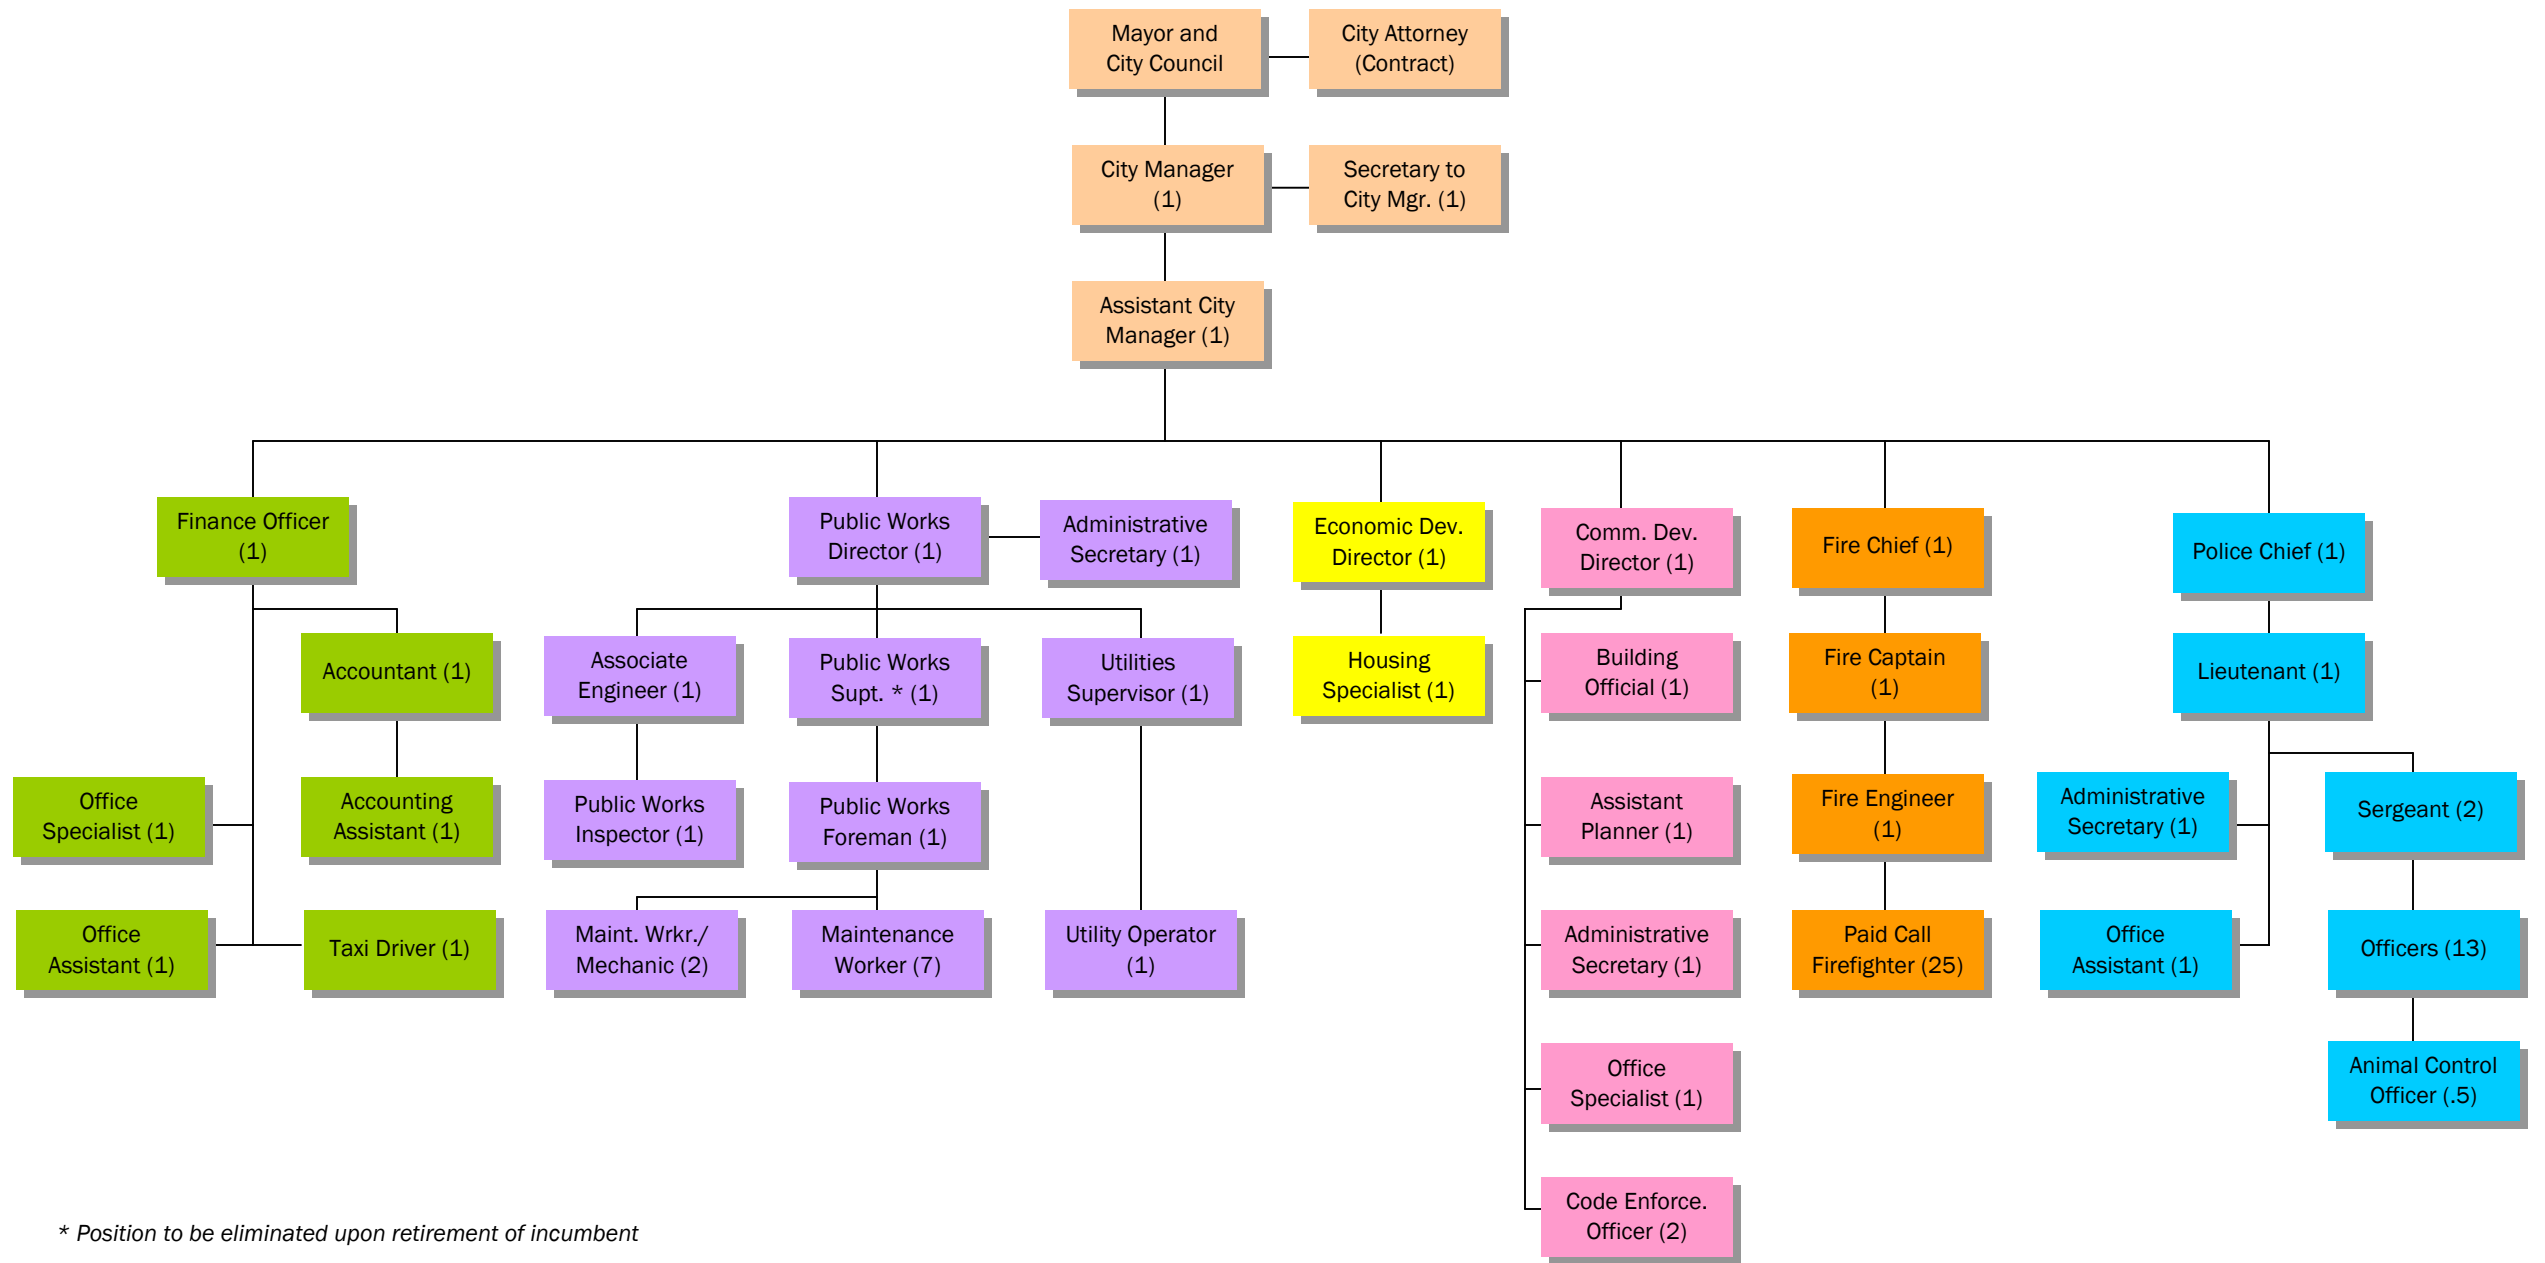 Mayor and
City Council
City Attorney
(Contract)
City Manager
(1)
Secretary to
City Mgr. (1)
Assistant City
Manager (1)
Finance Officer
(1)
Public Works
Director (1)
Administrative
Secretary (1)
Economic Dev.
Director (1)
Comm. Dev.
Director (1)
Fire Chief (1)
Police Chief (1)
Accountant (1)
Associate
Engineer (1)
Public Works
Supt. * (1)
Utilities
Supervisor (1)
Housing
Specialist (1)
Building
Official (1)
Fire Captain
(1)
Lieutenant (1)
Office
Specialist (1)
Accounting
Assistant (1)
Public Works
Inspector (1)
Public Works
Foreman (1)
Assistant
Planner (1)
Fire Engineer
(1)
Administrative
Secretary (1)
Sergeant (2)
Office
Assistant (1)
Taxi Driver (1)
Maint. Wrkr./
Mechanic (2)
Maintenance
Worker (7)
Utility Operator
(1)
Administrative
Secretary (1)
Paid Call
Firefighter (25)
Office
Assistant (1)
Officers (13)
Office
Specialist (1)
Animal Control
Officer (.5)
Code Enforce.
Officer (2)
* Position to be eliminated upon retirement of incumbent